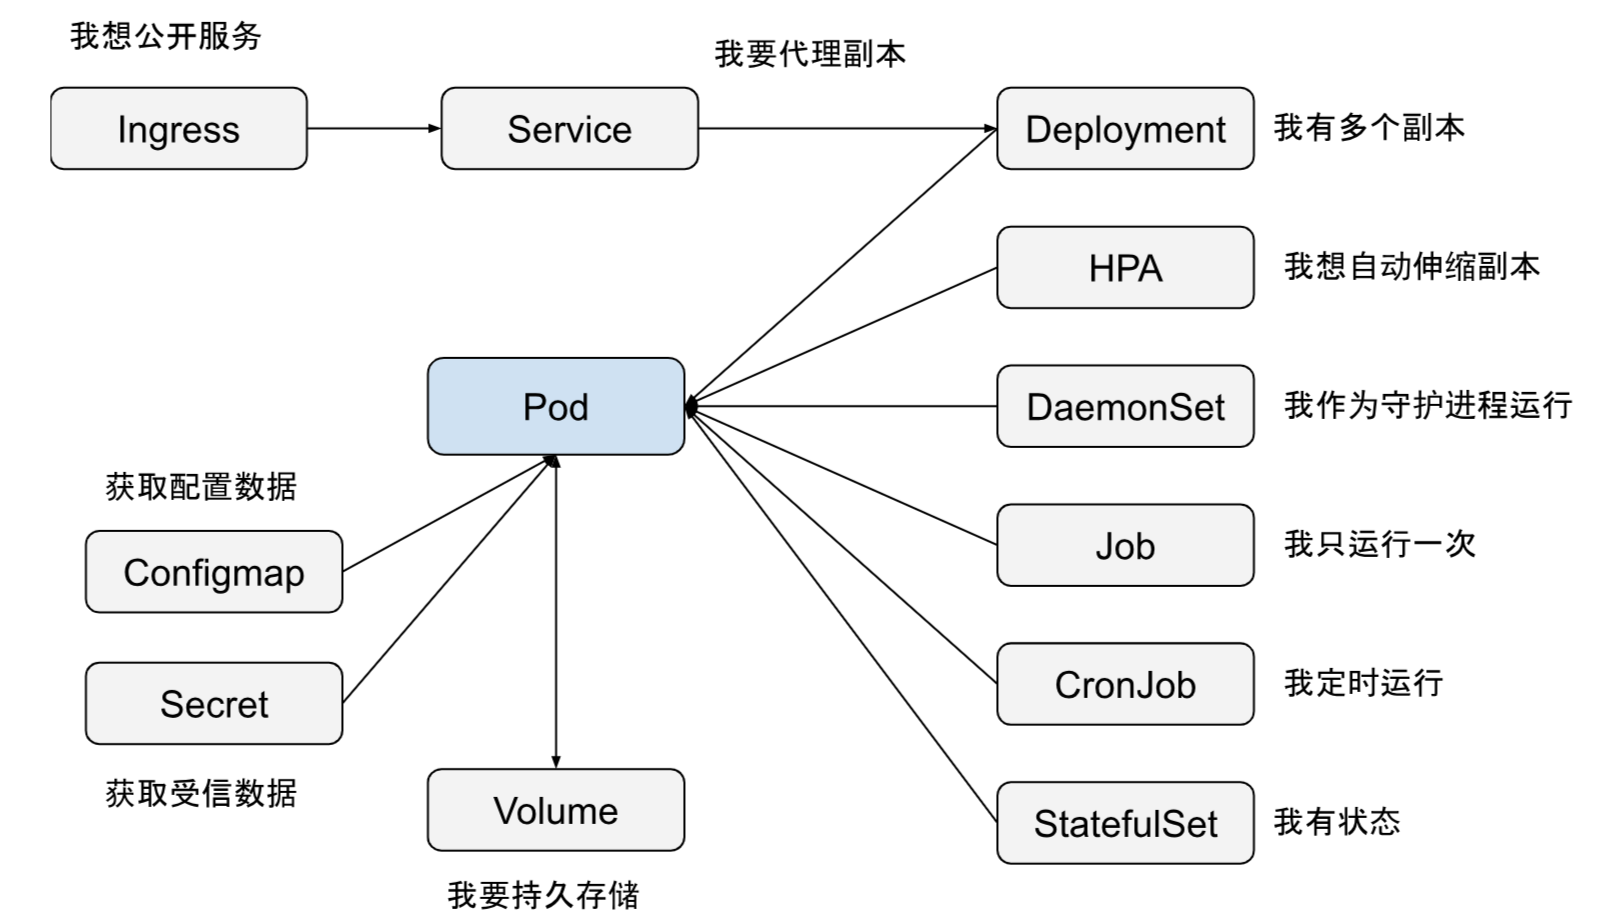 我想公开服务
我要代理副本
Ingress
Service
Deployment
我有多个副本
HPA
我想自动伸缩副本
Pod
DaemonSet
我作为守护进程运行
获取配置数据
Configmap
Job
我只运行一次
Secret
CronJob
我定时运行
获取受信数据
Volume
StatefulSet
我有状态
我要持久存储